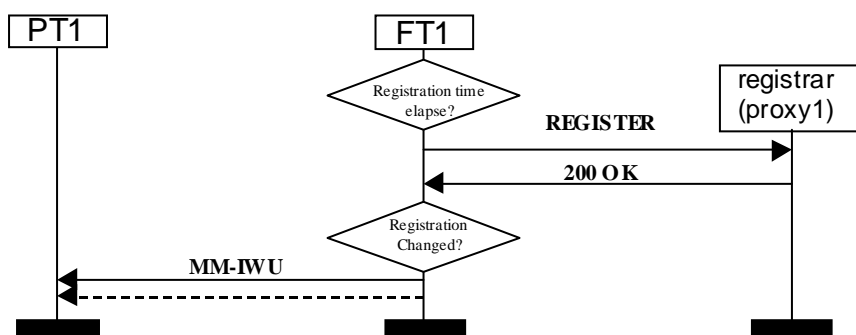 PT1
FT1
Registration time
elapse?
registrar
(proxy1)
REGISTER
200 OK
Registration
Changed?
MM-IWU